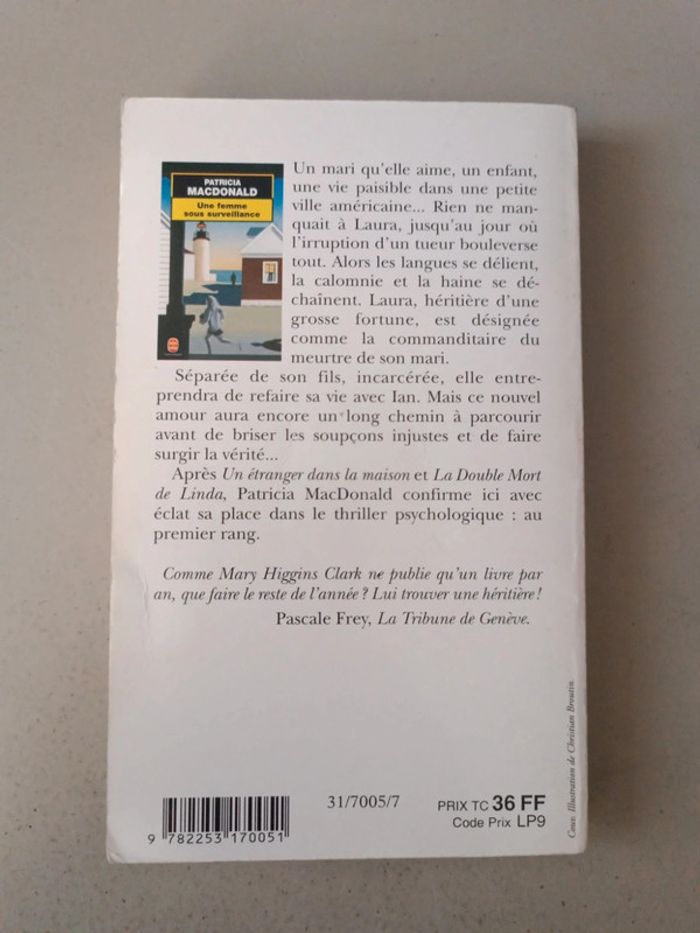 PATRICIA
MACDONALD
Une femme
sous surveillance
Un mari qu'elle aime, un enfant,
une vie paisible dans une petite
ville américaine... Rien ne man-
quait à Laura, jusqu'au jour où
l'irruption d'un tueur bouleverse
tout. Alors les langues se délient,
la calomnie et la haine se dé-
chaînent. Laura, héritière d'une
grosse fortune, est désignée
comme la commanditaire du
meurtre de son mari.
Séparée de son fils, incarcérée, elle entre-
prendra de refaire sa vie avec Ian. Mais ce nouvel
amour aura encore un long chemin à parcourir
avant de briser les soupçons injustes et de faire
surgir la vérité...
Après Un étranger dans la maison et La Double Mort
de Linda, Patricia MacDonald confirme ici avec
éclat sa place dans le thriller psychologique : au
premier rang.
Comme Mary Higgins Clark ne publie qu'un livre par
an, que faire le reste de l'année ? Lui trouver une héritière !
Pascale Frey, La Tribune de Genève.
Couv. Illustration de Christian Broutin.
31/7005/7
PRIX TC 36 FF
Code Prix LP9
9 782253 170051